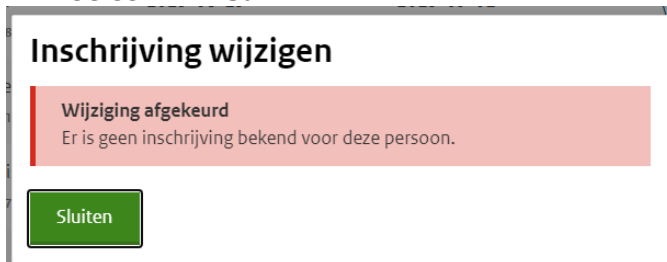 Inschrijving wijzigen
Wijziging afgekeurd
Er is geen inschrijving bekend voor deze persoon.
Sluiten